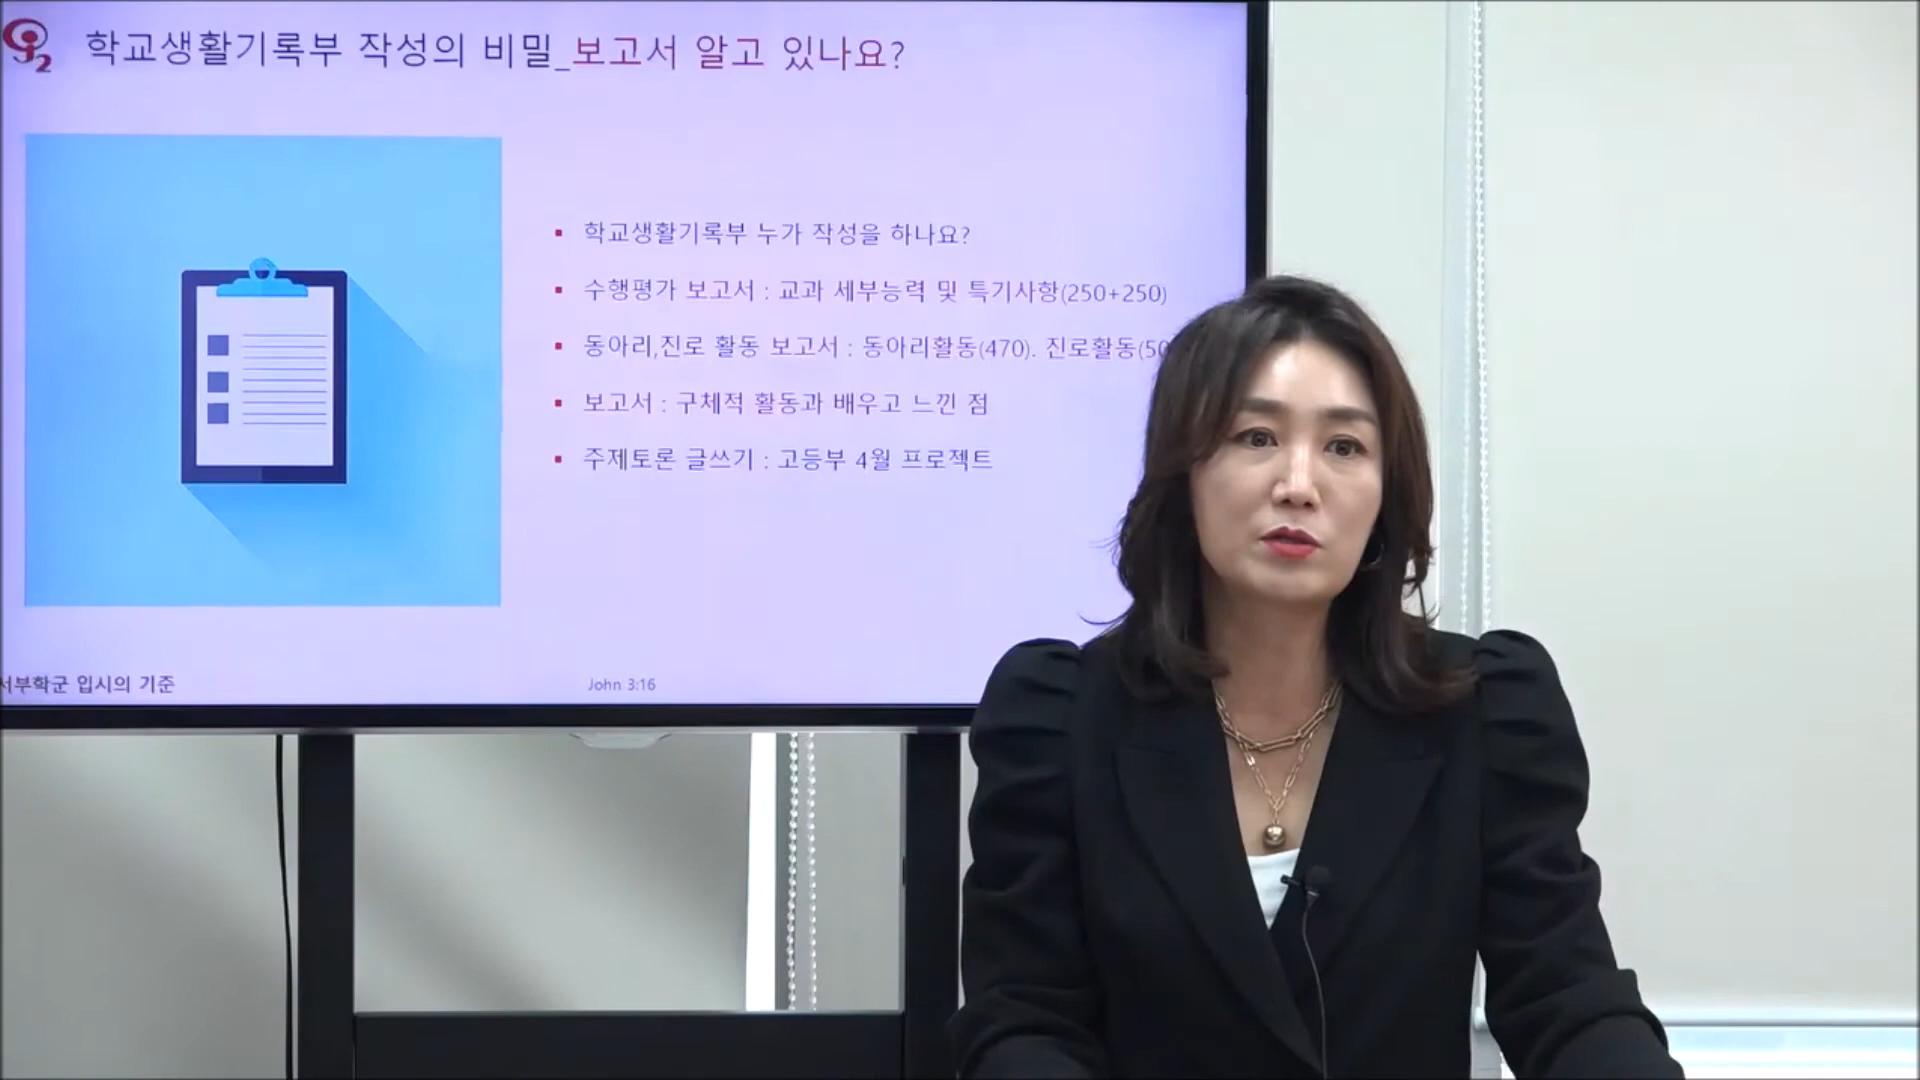 학교생활기록부 작성의 비밀_보고서 알고 있나요?
학교생활기록부 누가 작성을 하나요?
수행평가 보고서 : 교과 세부능력 및 특기사항(250+250)
동아리,진로 활동 보고서 : 동아리활동(470). 진로활동(50
보고서 : 구체적 활동과 배우고 느낀 점
주제토론 글쓰기 : 고등부 4월 프로젝트
서부학군 입시의 기준
John 3:16